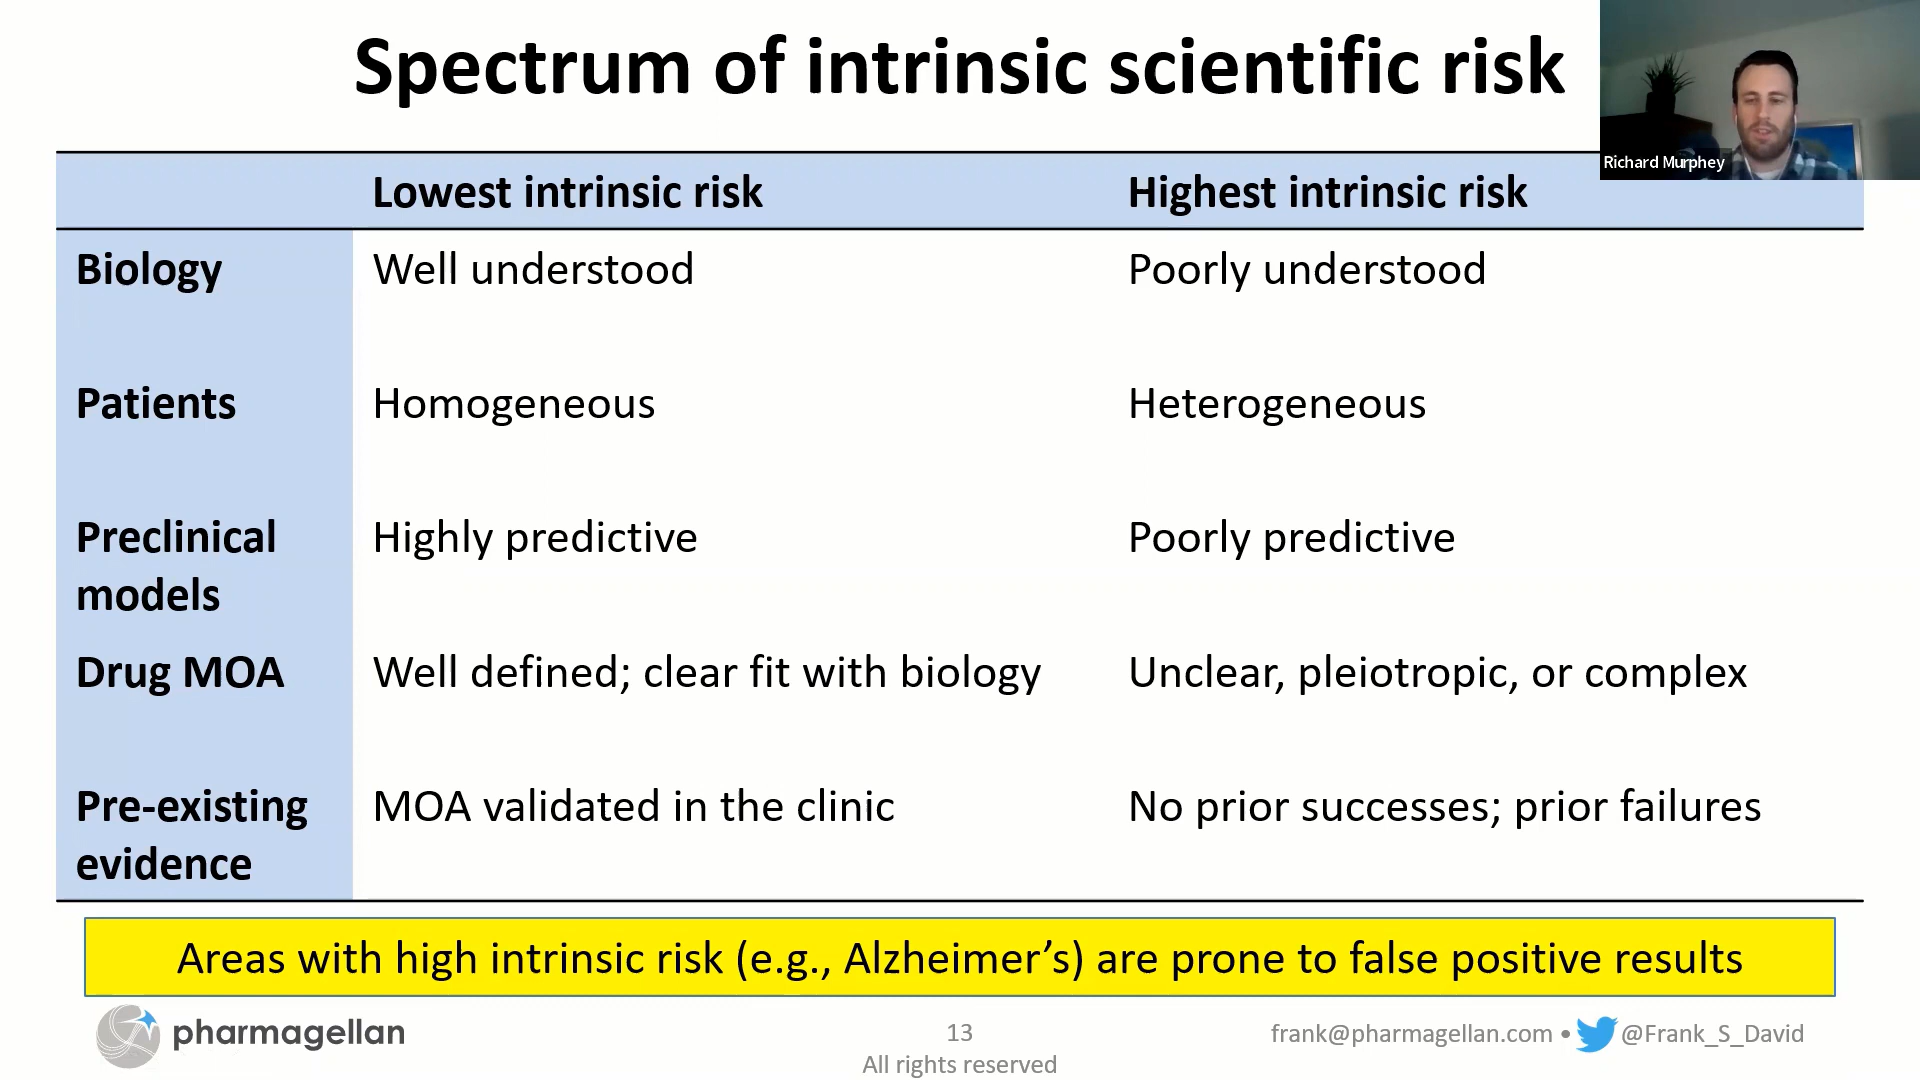 Spectrum of intrinsic scientific risk
Richard Murphey
Lowest intrinsic risk Highest intrinsic risk
Biology Well understood Poorly understood
Patients Homogeneous Heterogeneous
Preclinical models Highly predictive Poorly predictive
Drug MOA Well defined; clear fit with biology Unclear, pleiotropic, or complex
Pre-existing evidence MOA validated in the clinic No prior successes; prior failures
Areas with high intrinsic risk (e.g., Alzheimer’s) are prone to false positive results
pharmagellan
13
All rights reserved
frank@pharmagellan.com • @Frank_S_David